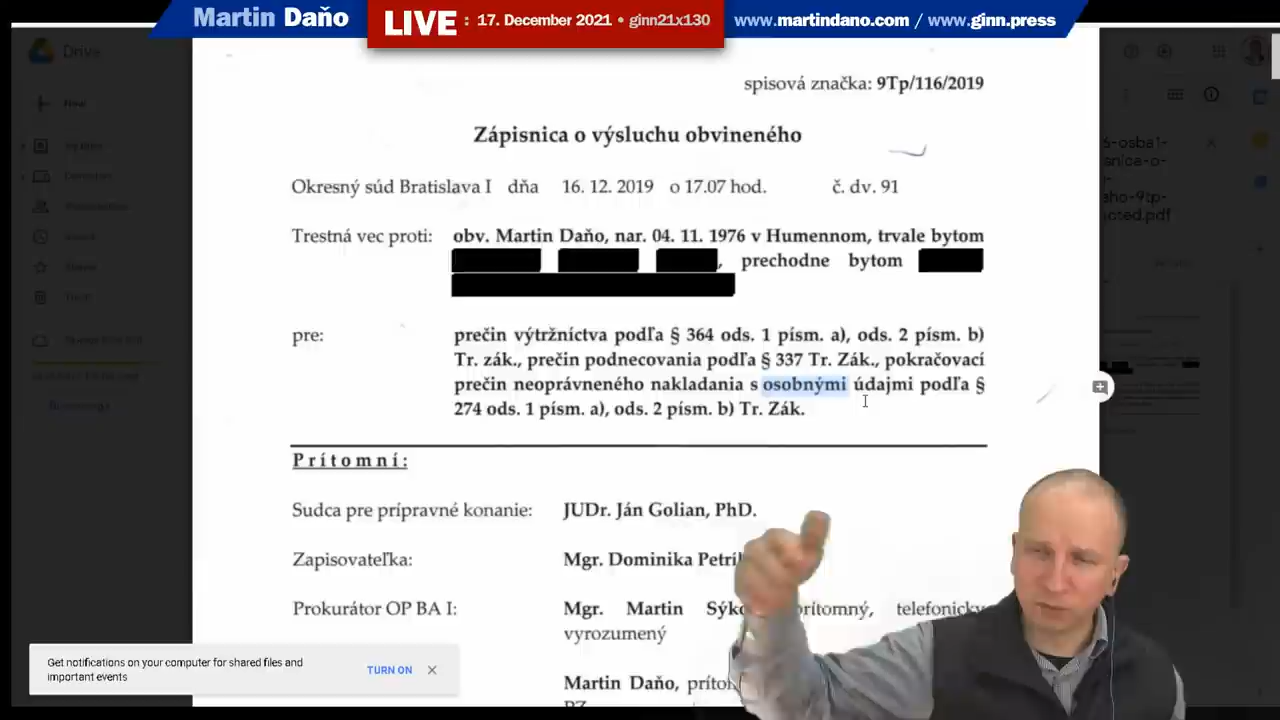 Martin Daňo
LIVE : 17. December 2021 • ginn21x130
www.martindano.com / www.ginn.press
Drive
New
spisová značka: 9Tp/116/2019
Zápisnica o výsluchu obvineného
Okresný súd Bratislava I dňa 16. 12. 2019 o 17.07 hod. č. dv. 91
Trestná vec proti: obv. Martin Daňo, nar. 04. 11. 1976 v Humennom, trvale bytom
, prechodne bytom
pre: prečin výtržníctva podľa § 364 ods. 1 písm. a), ods. 2 písm. b)
Tr. zák., prečin podnecovania podľa § 337 Tr. Zák., pokračovací
prečin neoprávneného nakladania s osobnými údajmi podľa §
274 ods. 1 písm. a), ods. 2 písm. b) Tr. Zák.
Prítomní:
Sudca pre prípravné konanie: JUDr. Ján Golian, PhD.
Zapisovateľka: Mgr. Dominika
Prokurátor OP BA I: Mgr. Martin telefonicky
vyrozumený
Martin Daňo,
Get notifications on your computer for shared files and
important events
TURN ON